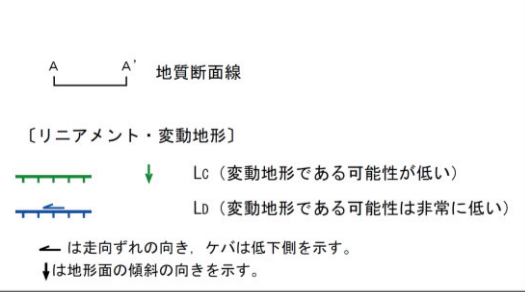 A A' 地質断面線
〔リニアメント・変動地形〕
LC（変動地形である可能性が低い）
LD（変動地形である可能性は非常に低い）
は走向ずれの向き，ケバは低下側を示す。
は地形面の傾斜の向きを示す。